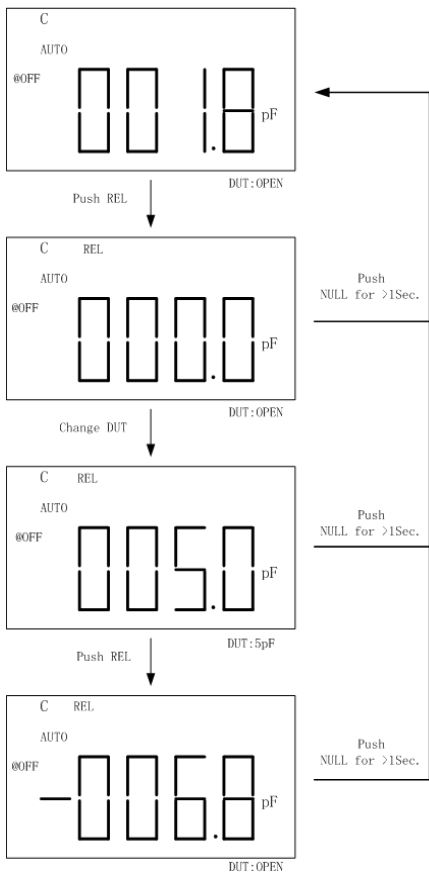 C
AUTO
@OFF
001.8
pF
DUT:OPEN
Push REL
C REL
AUTO
@OFF
000.0
pF
DUT:OPEN
Push
NULL for >1Sec.
Change DUT
C REL
AUTO
@OFF
005.0
pF
DUT:5pF
Push
NULL for >1Sec.
Push REL
C REL
AUTO
@OFF
-006.8
pF
DUT:OPEN
Push
NULL for >1Sec.